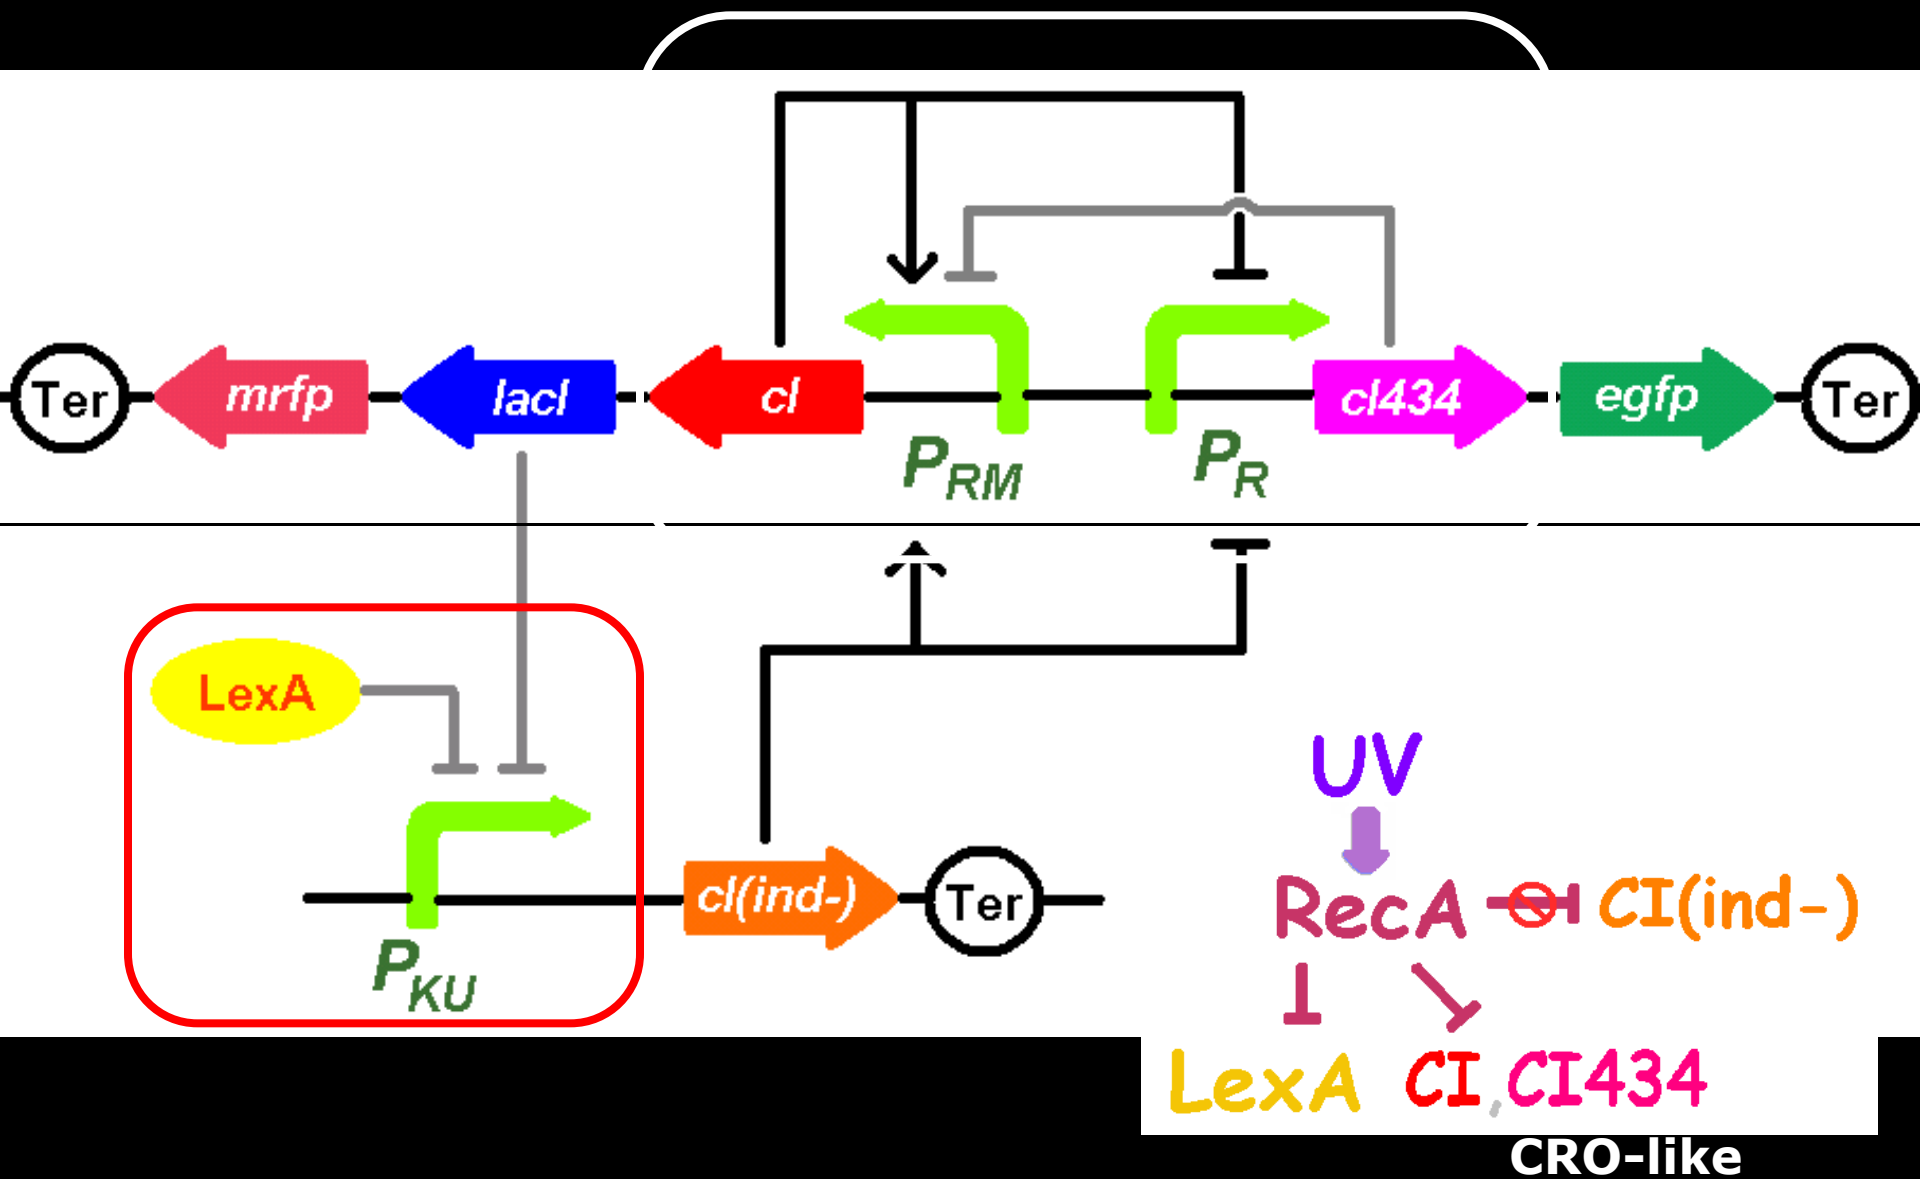 Ter mrfp lacI cI cI434 egfp Ter
PRM PR
LexA
UV
RecA CI(ind-)
cI(ind-) Ter
PKU
LexA CI, CI434
CRO-like